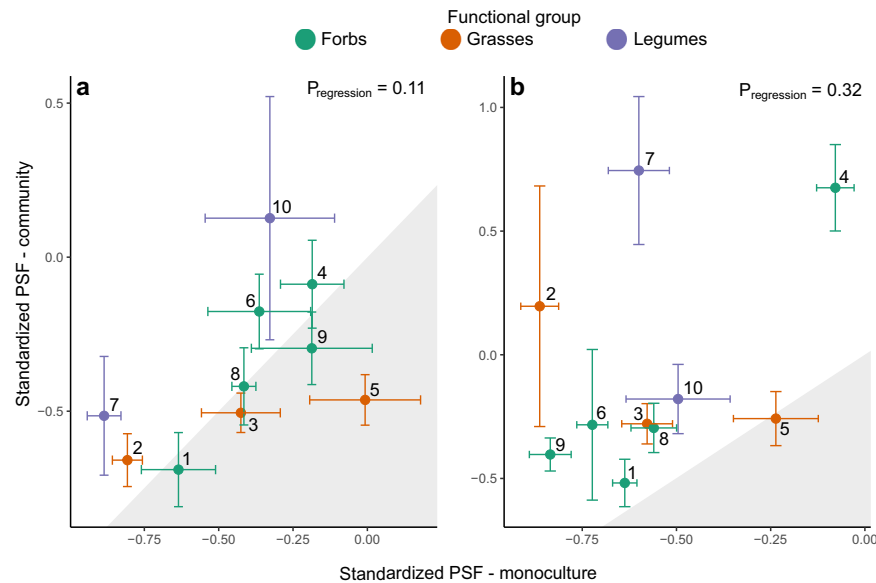 Functional group
Forbs Grasses Legumes
a
P regression = 0.11
b
P regression = 0.32
Standardized PSF - community
0.5
0.0
−0.5
10
4
6
9
8
5
3
7
2
1
−0.75 −0.50 −0.25 0.00
1.0
0.5
0.0
−0.5
7
4
2
10
6
3
8
5
9
1
−0.75 −0.50 −0.25 0.00
Standardized PSF - monoculture